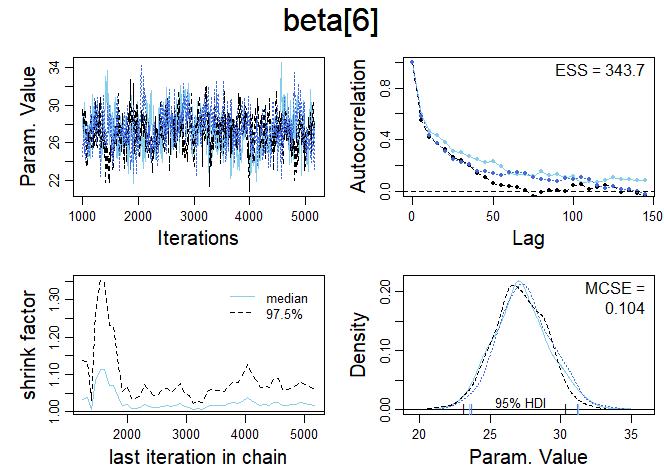 beta[6]
Param. Value
22
26
30
34
1000
2000
3000
4000
5000
Iterations
Autocorrelation
0.0
0.4
0.8
ESS = 343.7
0
50
100
150
Lag
shrink factor
1.00
1.10
1.20
1.30
median
97.5%
2000
3000
4000
5000
last iteration in chain
Density
0.00
0.10
0.20
MCSE =
0.104
95% HDI
20
25
30
35
Param. Value